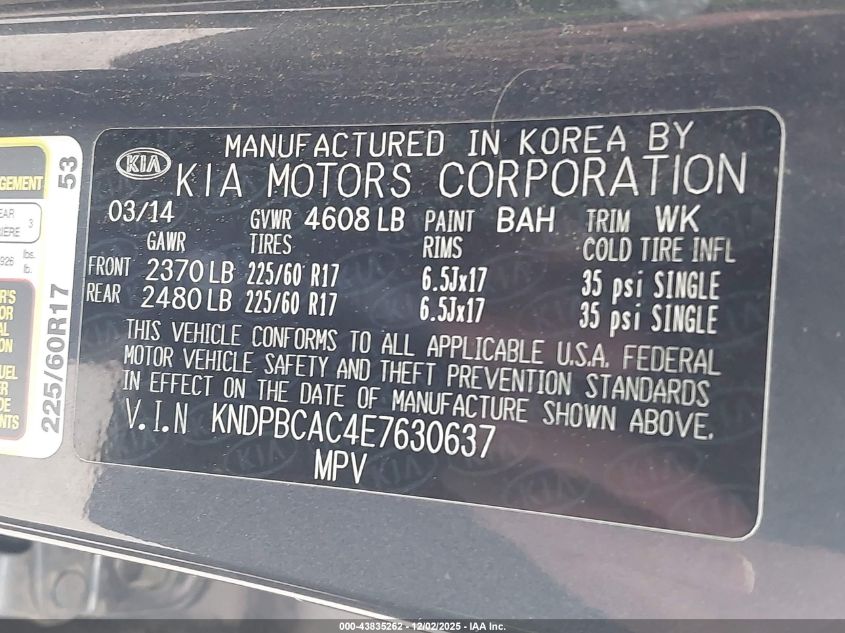 MANUFACTURED IN KOREA BY
KIA KIA MOTORS CORPORATION
03/14 GVWR 4608 LB PAINT BAH TRIM WK
GAWR TIRES RIMS COLD TIRE INFL
FRONT 2370 LB 225/60 R17 6.5Jx17 35 psi SINGLE
REAR 2480 LB 225/60 R17 6.5Jx17 35 psi SINGLE
THIS VEHICLE CONFORMS TO ALL APPLICABLE U.S.A. FEDERAL
MOTOR VEHICLE SAFETY AND THEFT PREVENTION STANDARDS
IN EFFECT ON THE DATE OF MANUFACTURE SHOWN ABOVE.
V.I.N KNDPBCAC4E7630637
MPV
53
225/60R17
3
lbs.
lb.
000-43835262 - 12/02/2025 - IAA Inc.